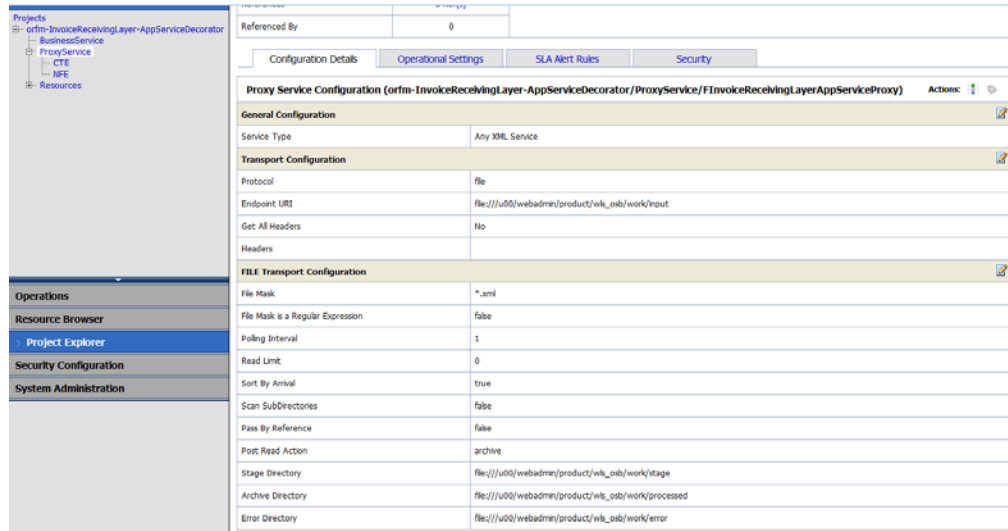 Projects
orfm-InvoiceReceivingLayer-AppServiceDecorator
BusinessService
ProxyService
CTE
NFE
Resources
Operations
Resource Browser
Project Explorer
Security Configuration
System Administration
Referenced By 0
Configuration Details Operational Settings SLA Alert Rules Security
Proxy Service Configuration (orfm-InvoiceReceivingLayer-AppServiceDecorator/ProxyService/FInvoiceReceivingLayerAppServiceProxy) Actions:
General Configuration
Service Type Any XML Service
Transport Configuration
Protocol file
Endpoint URI file:///u00/webadmin/product/wls_osb/work/input
Get All Headers No
Headers
FILE Transport Configuration
File Mask *.xml
File Mask is a Regular Expression false
Polling Interval 1
Read Limit 0
Sort By Arrival true
Scan SubDirectories false
Pass By Reference false
Post Read Action archive
Stage Directory file:///u00/webadmin/product/wls_osb/work/stage
Archive Directory file:///u00/webadmin/product/wls_osb/work/processed
Error Directory file:///u00/webadmin/product/wls_osb/work/error